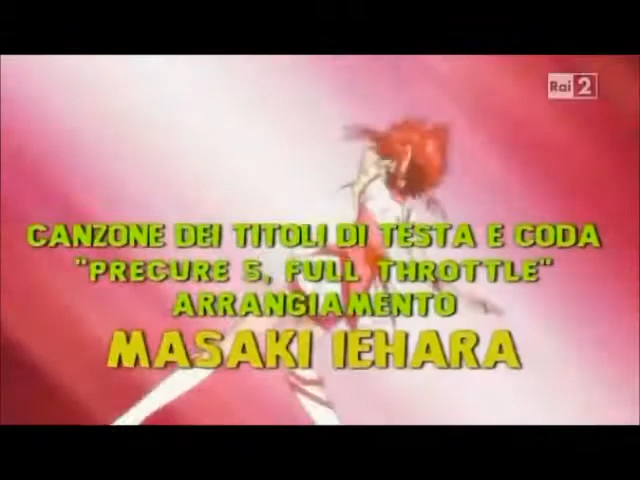 Rai 2
CANZONE DEI TITOLI DI TESTA E CODA
"PRECURE 5, FULL THROTTLE"
ARRANGIAMENTO
MASAKI IEHARA